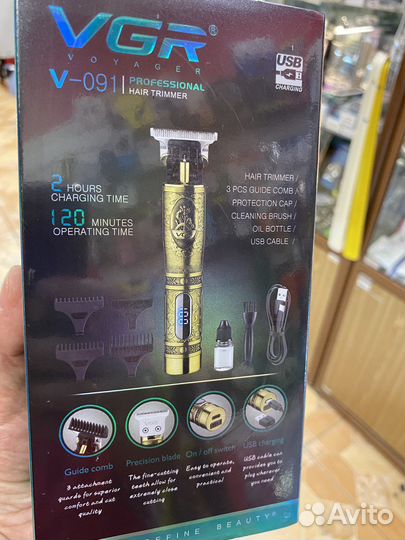 VGR®
VOYAGER
V-091 PROFESSIONAL
HAIR TRIMMER
USB
CHARGING
2 HOURS
CHARGING TIME
120 MINUTES
OPERATING TIME
HAIR TRIMMER /
3 PCS GUIDE COMB /
PROTECTION CAP /
CLEANING BRUSH /
OIL BOTTLE /
USB CABLE /
Guide comb
3 attachment
guards for superior
comfort and cut
quality
Precision blade
The fine-cutting
teeth allow for
extremely close
cutting
On / off switch
Easy to operate,
convenient and
practical
USB charging
USB cable can
provides you to
plug wherever
you need
EFINE BEAUTY®
Avito